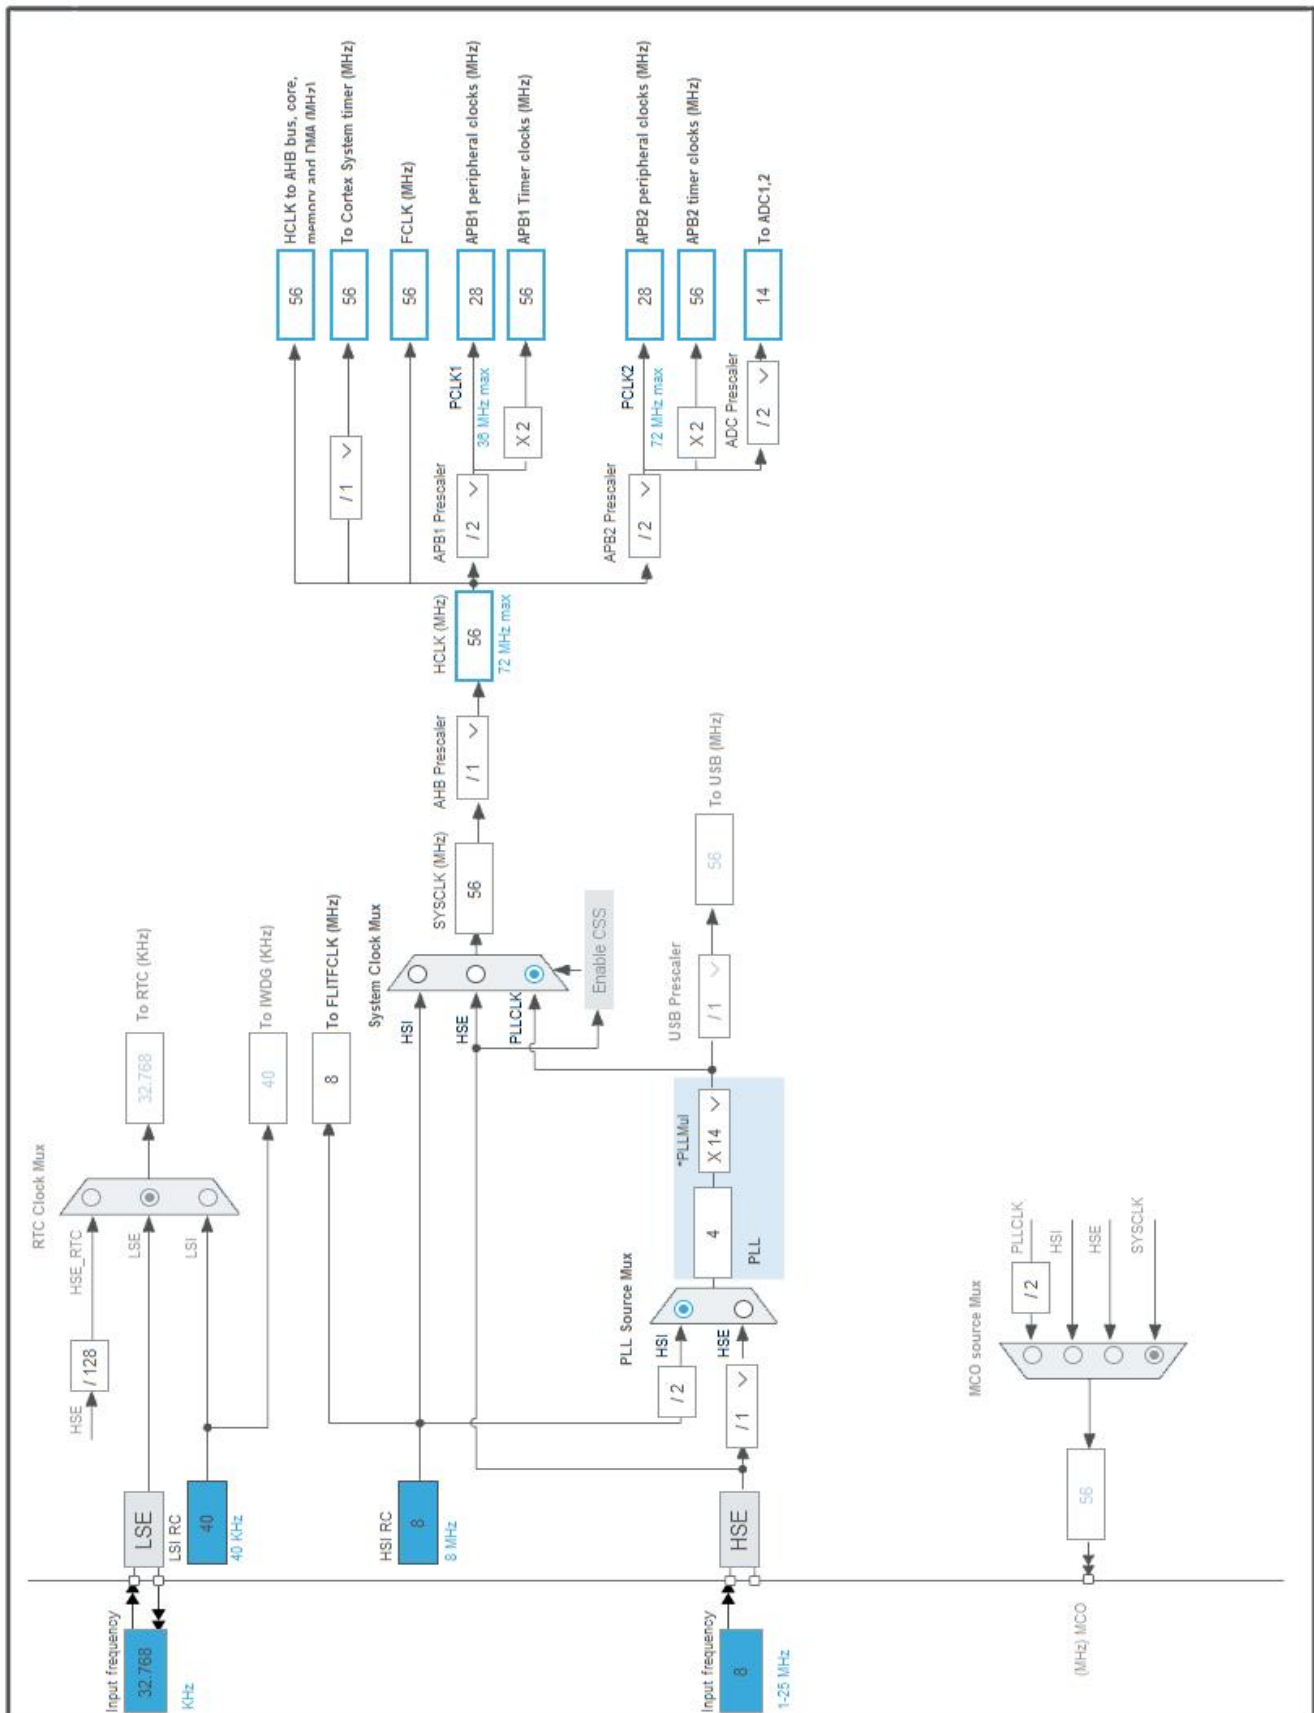 RTC Clock Mux
HSE
/ 128
HSE_RTC
Input frequency
32.768
KHz
LSE
LSE
32.768
To RTC (KHz)
LSI RC
40
40 KHz
LSI
40
To IWDG (KHz)
8
To FLITFCLK (MHz)
HSI RC
8
8 MHz
System Clock Mux
HSI
HSE
PLLCLK
Enable CSS
SYSCLK (MHz)
56
AHB Prescaler
/ 1
HCLK (MHz)
56
72 MHz max
56
HCLK to AHB bus, core,
memory and DMA (MHz)
/ 1
56
To Cortex System timer (MHz)
56
FCLK (MHz)
APB1 Prescaler
/ 2
PCLK1
36 MHz max
28
APB1 peripheral clocks (MHz)
X 2
56
APB1 Timer clocks (MHz)
APB2 Prescaler
/ 2
PCLK2
72 MHz max
28
APB2 peripheral clocks (MHz)
X 2
56
APB2 timer clocks (MHz)
ADC Prescaler
/ 2
14
To ADC1,2
PLL Source Mux
/ 2
HSI
HSE
/ 1
Input frequency
8
1-25 MHz
HSE
4
*PLLMul
X 14
PLL
USB Prescaler
/ 1
56
To USB (MHz)
MCO source Mux
(MHz) MCO
56
/ 2
PLLCLK
HSI
HSE
SYSCLK